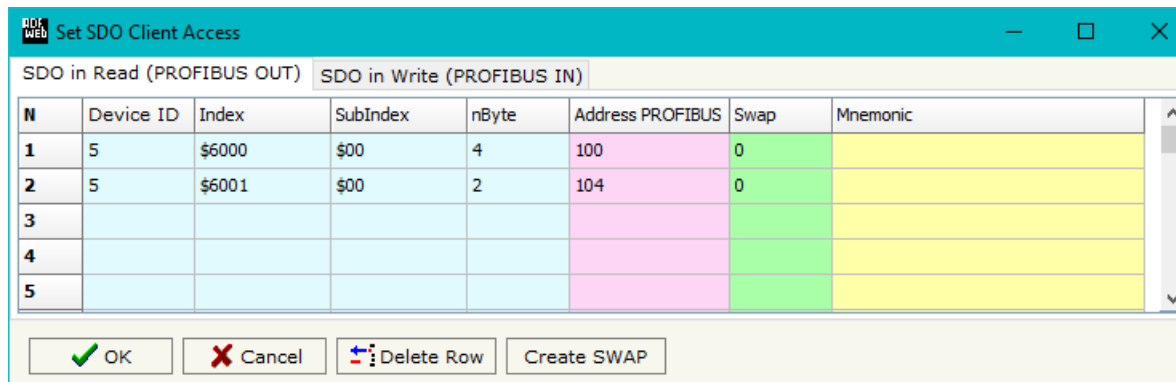 ADF WEB Set SDO Client Access
SDO in Read (PROFIBUS OUT) SDO in Write (PROFIBUS IN)
N Device ID Index SubIndex nByte Address PROFIBUS Swap Mnemonic
1 5 $6000 $00 4 100 0
2 5 $6001 $00 2 104 0
3
4
5
OK Cancel Delete Row Create SWAP